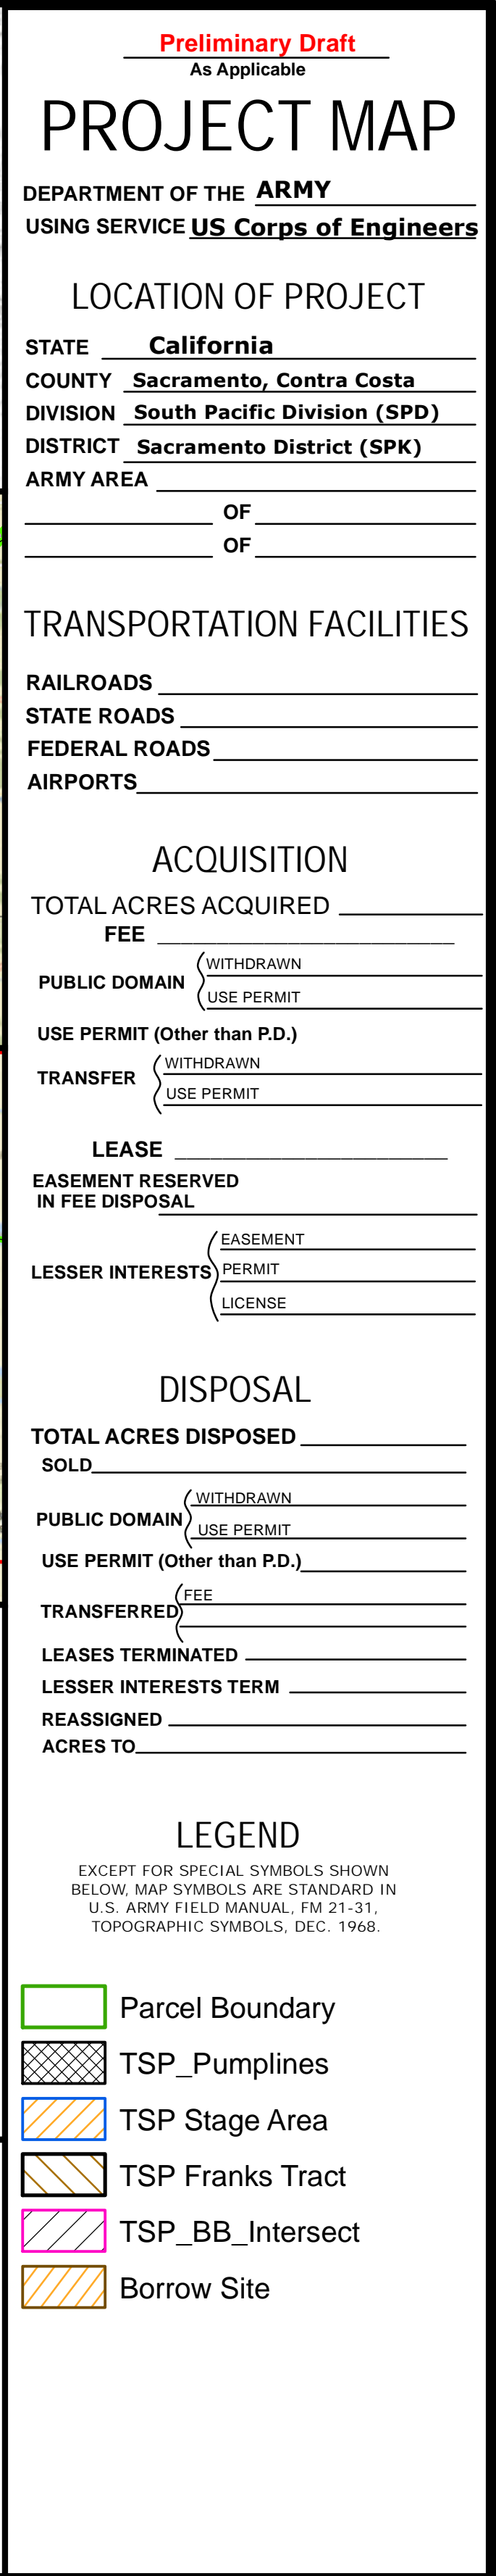 Preliminary Draft
As Applicable
PROJECT MAP
DEPARTMENT OF THE ARMY
USING SERVICE US Corps of Engineers
LOCATION OF PROJECT
STATE California
COUNTY Sacramento, Contra Costa
DIVISION South Pacific Division (SPD)
DISTRICT Sacramento District (SPK)
ARMY AREA
OF
OF
TRANSPORTATION FACILITIES
RAILROADS
STATE ROADS
FEDERAL ROADS
AIRPORTS
ACQUISITION
TOTAL ACRES ACQUIRED
FEE
PUBLIC DOMAIN
WITHDRAWN
USE PERMIT
USE PERMIT (Other than P.D.)
TRANSFER
WITHDRAWN
USE PERMIT
LEASE
EASEMENT RESERVED
IN FEE DISPOSAL
LESSER INTERESTS
EASEMENT
PERMIT
LICENSE
DISPOSAL
TOTAL ACRES DISPOSED
SOLD
PUBLIC DOMAIN
WITHDRAWN
USE PERMIT
USE PERMIT (Other than P.D.)
TRANSFERRED
FEE
LEASES TERMINATED
LESSER INTERESTS TERM
REASSIGNED
ACRES TO
LEGEND
EXCEPT FOR SPECIAL SYMBOLS SHOWN
BELOW, MAP SYMBOLS ARE STANDARD IN
U.S. ARMY FIELD MANUAL, FM 21-31,
TOPOGRAPHIC SYMBOLS, DEC. 1968.
Parcel Boundary
TSP_Pumplines
TSP Stage Area
TSP Franks Tract
TSP_BB_Intersect
Borrow Site